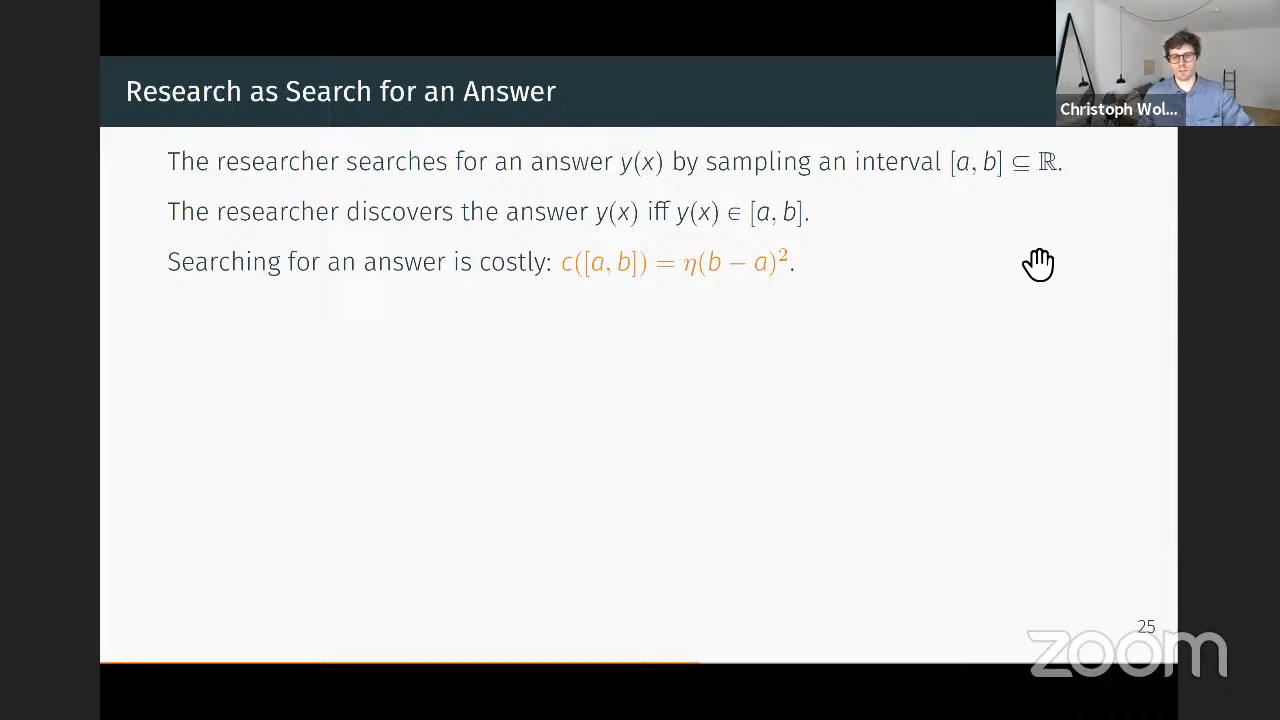 Research as Search for an Answer
Christoph Wol...
The researcher searches for an answer y(x) by sampling an interval [a, b] ⊆ ℝ.
The researcher discovers the answer y(x) iff y(x) ∈ [a, b].
Searching for an answer is costly: c([a, b]) = η(b − a)².
25
zoom